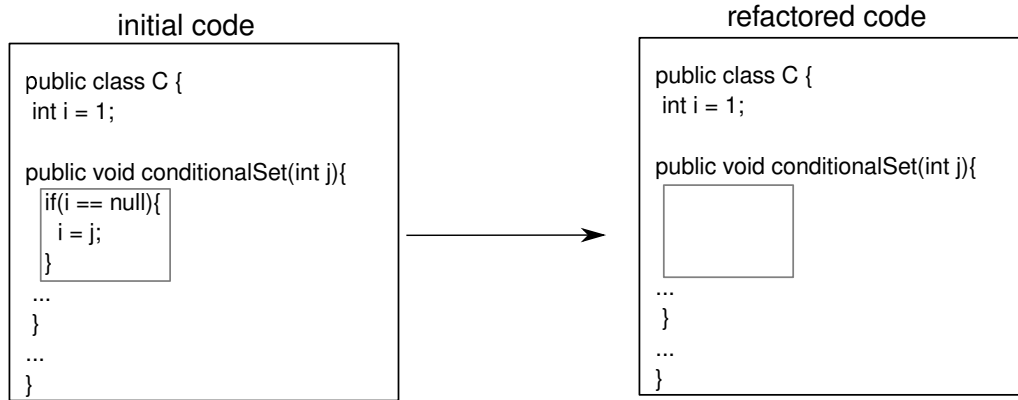 initial code
public class C {
int i = 1;
public void conditionalSet(int j){
if(i == null){
i = j;
}
...
}
...
}
refactored code
public class C {
int i = 1;
public void conditionalSet(int j){
...
}
...
}